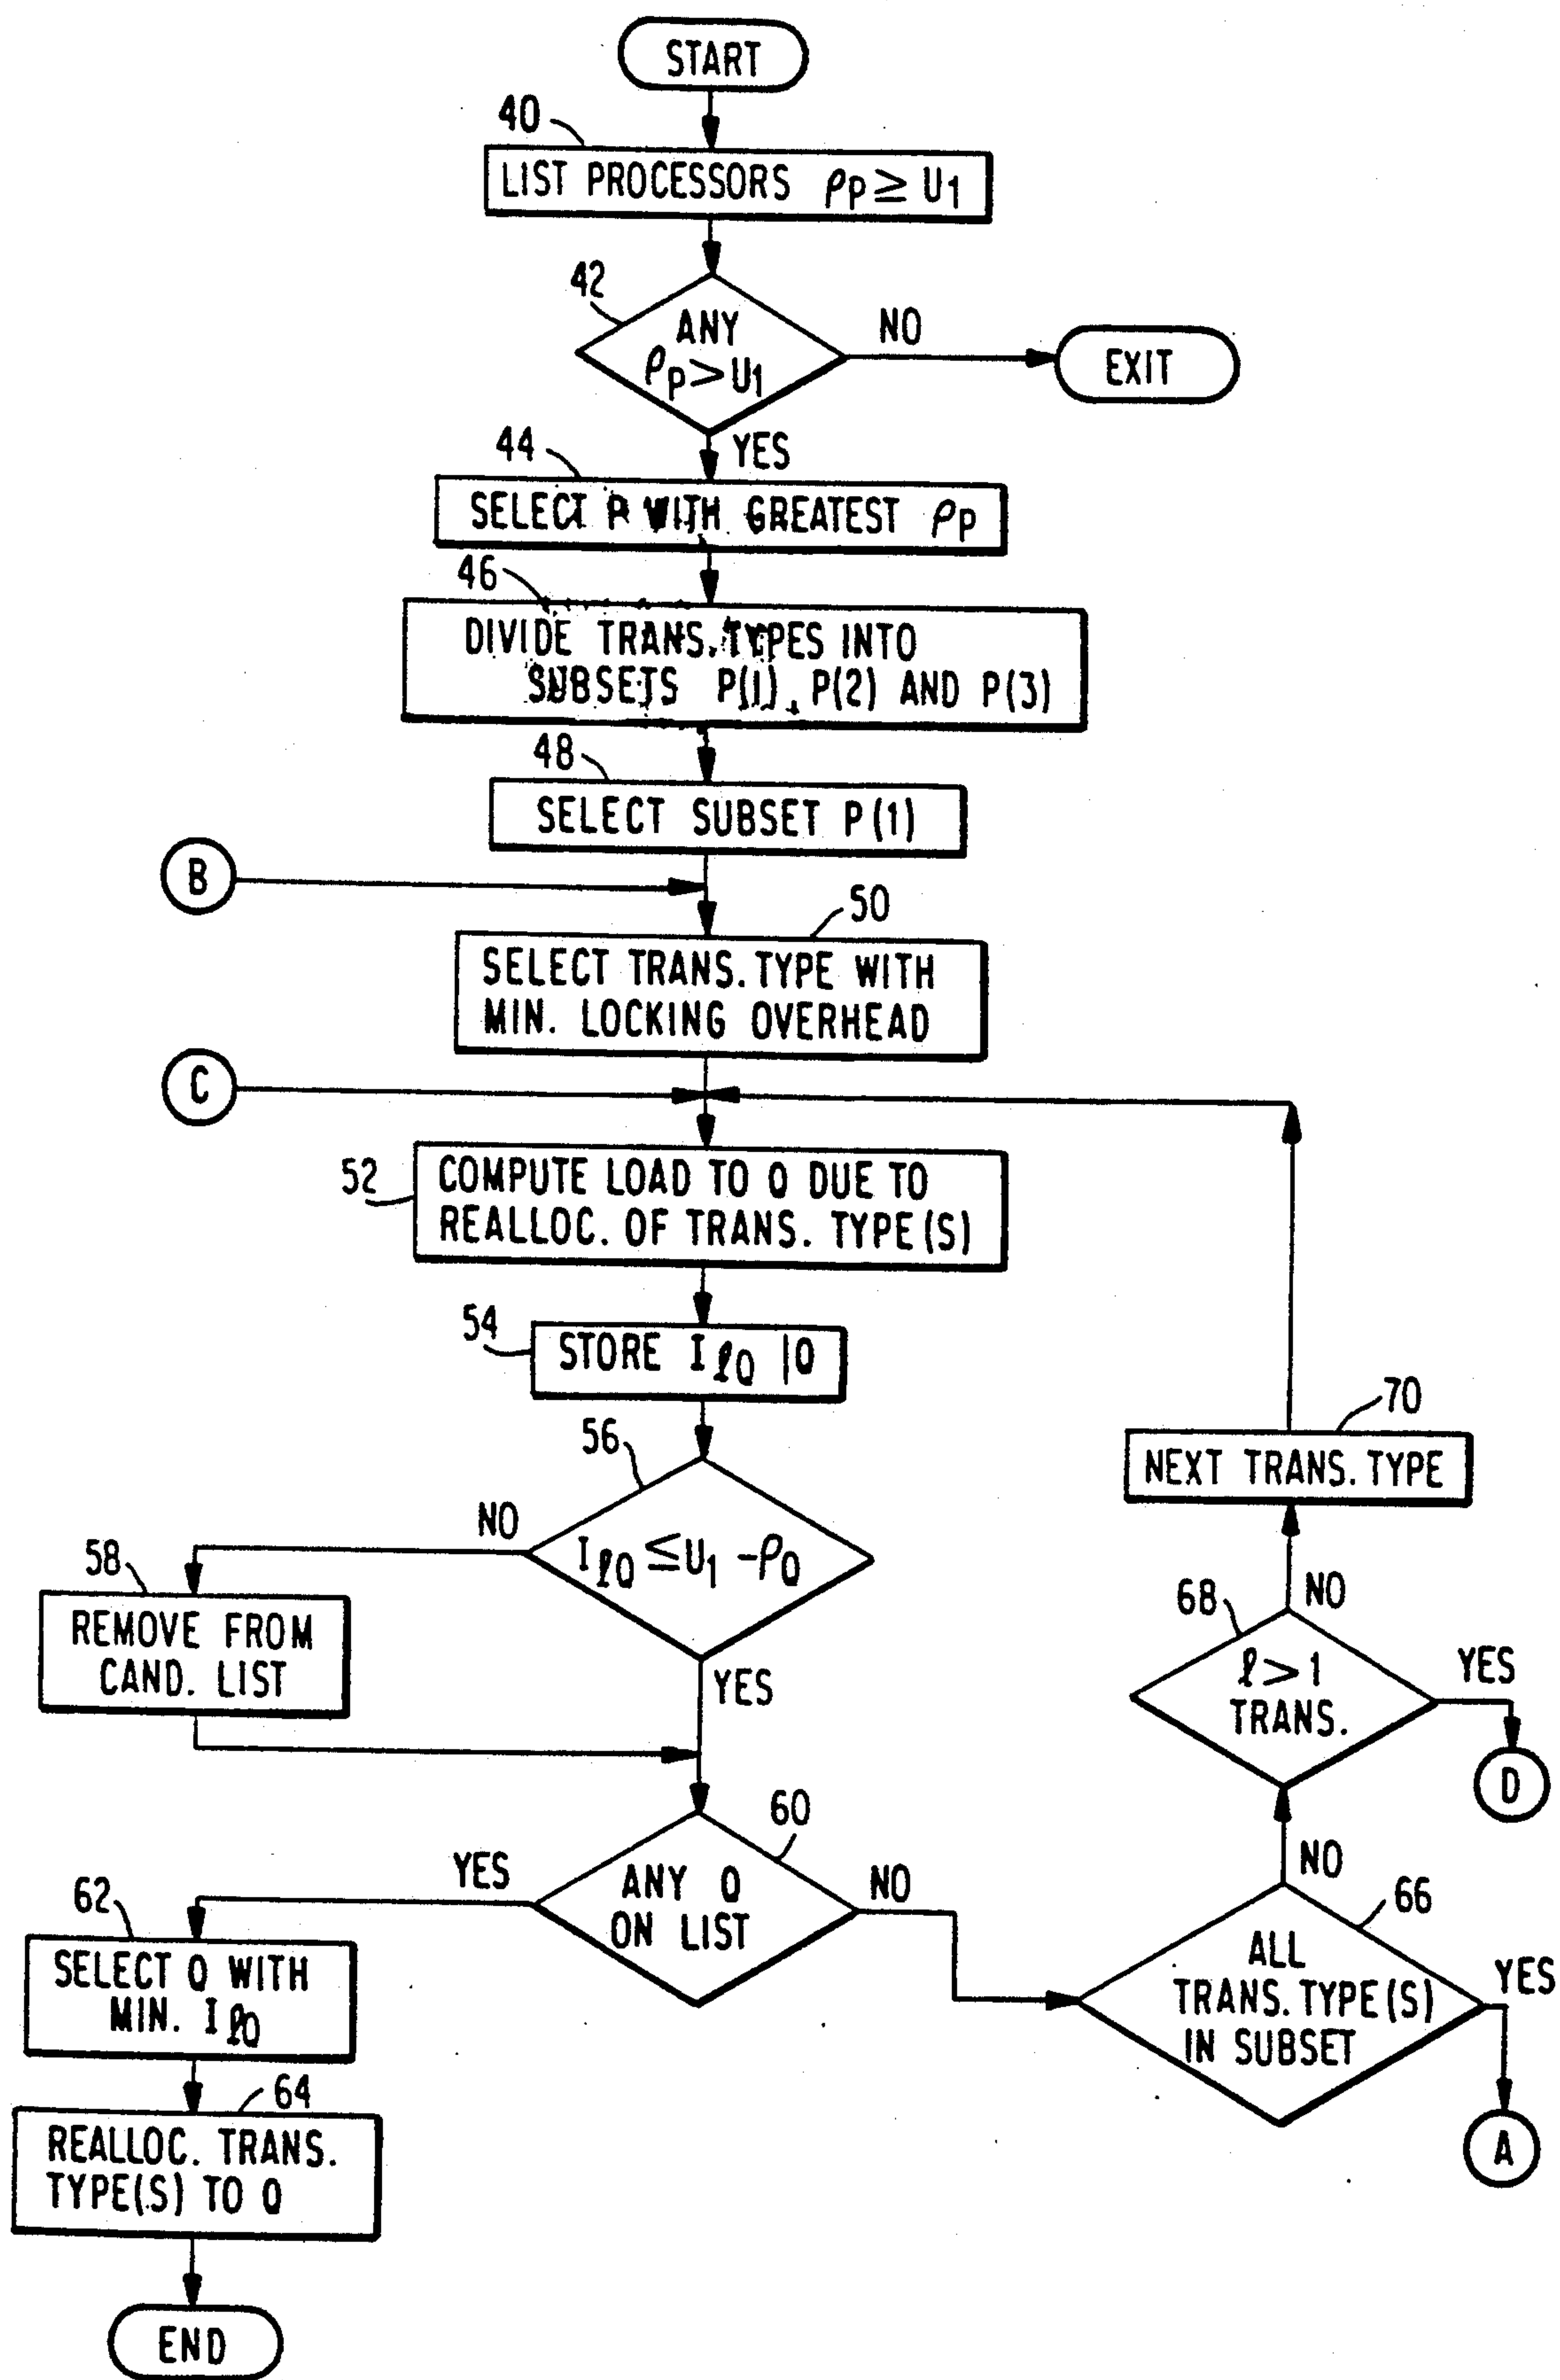 START
40
LIST PROCESSORS ρP ≥ U1
42
ANY
ρP > U1
NO
EXIT
YES
44
SELECT P WITH GREATEST ρP
46
DIVIDE TRANS. TYPES INTO
SUBSETS P(1), P(2) AND P(3)
48
SELECT SUBSET P(1)
B
50
SELECT TRANS. TYPE WITH
MIN. LOCKING OVERHEAD
C
52
COMPUTE LOAD TO Q DUE TO
REALLOC. OF TRANS. TYPE(S)
54
STORE IℓQ |Q
56
IℓQ ≦ U1 - ρQ
NO
58
REMOVE FROM
CAND. LIST
YES
60
ANY Q
ON LIST
YES
NO
62
SELECT Q WITH
MIN. IℓQ
64
REALLOC. TRANS.
TYPE(S) TO Q
END
66
ALL
TRANS. TYPE(S)
IN SUBSET
YES
A
NO
68
ℓ > 1
TRANS.
YES
D
NO
70
NEXT TRANS. TYPE